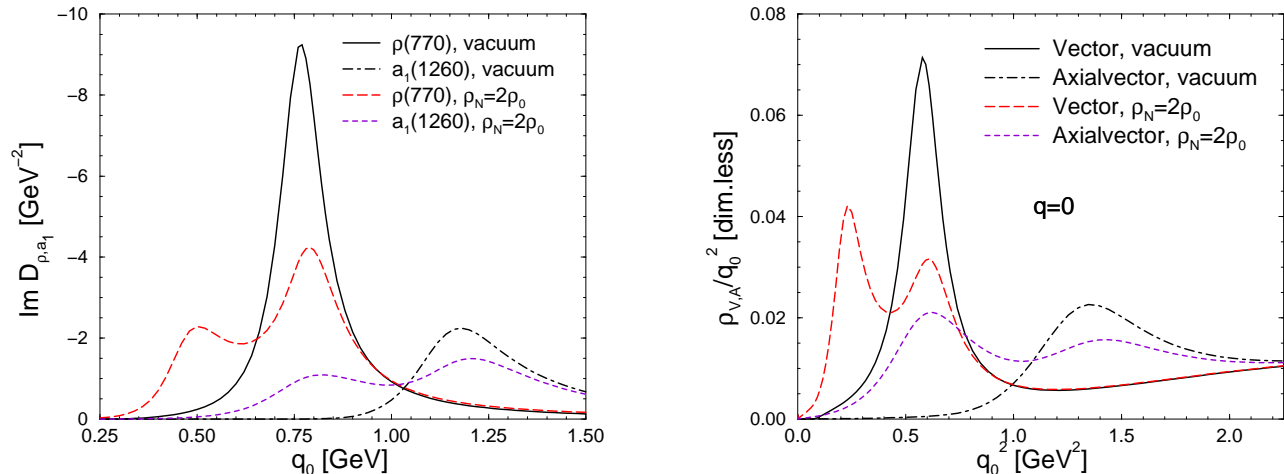 −10
−8
−6
−4
−2
0
Im D_{ρ,a_1} [GeV^{−2}]
ρ(770), vacuum
a_1(1260), vacuum
ρ(770), ρ_N=2ρ_0
a_1(1260), ρ_N=2ρ_0
0.25 0.50 0.75 1.00 1.25 1.50
q_0 [GeV]
0.08
0.06
0.04
0.02
0.00
ρ_{V,A}/q_0^2 [dim.less]
Vector, vacuum
Axialvector, vacuum
Vector, ρ_N=2ρ_0
Axialvector, ρ_N=2ρ_0
q=0
0.0 0.5 1.0 1.5 2.0
q_0^2 [GeV^2]